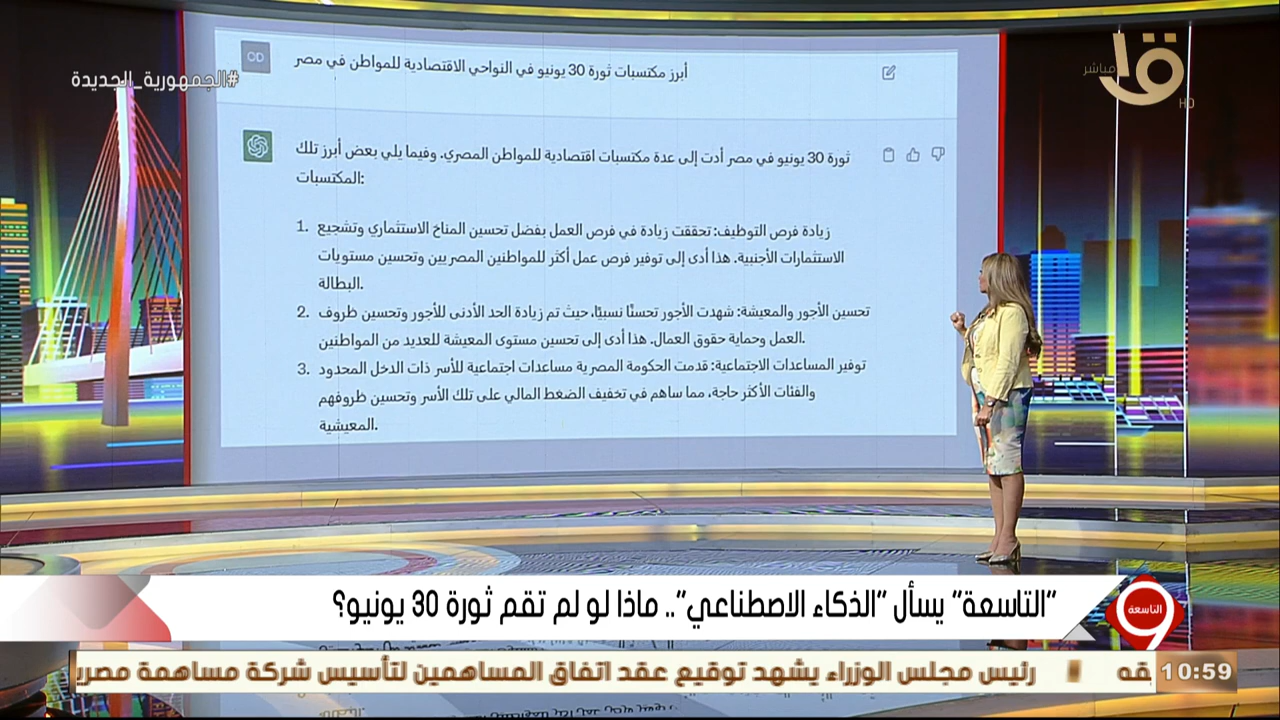 #الجمهورية_الجديدة
مباشر
HD
CD
أبرز مكتسبات ثورة 30 يونيو في النواحي الاقتصادية للمواطن في مصر
ثورة 30 يونيو في مصر أدت إلى عدة مكتسبات اقتصادية للمواطن المصري. وفيما يلي بعض أبرز تلك
المكتسبات:
1. زيادة فرص التوظيف: تحققت زيادة في فرص العمل بفضل تحسين المناخ الاستثماري وتشجيع
الاستثمارات الأجنبية. هذا أدى إلى توفير فرص عمل أكثر للمواطنين المصريين وتحسين مستويات
البطالة.
2. تحسين الأجور والمعيشة: شهدت الأجور تحسنًا نسبيًا، حيث تم زيادة الحد الأدنى للأجور وتحسين ظروف
العمل وحماية حقوق العمال. هذا أدى إلى تحسين مستوى المعيشة للعديد من المواطنين.
3. توفير المساعدات الاجتماعية: قدمت الحكومة المصرية مساعدات اجتماعية للأسر ذات الدخل المحدود
والفئات الأكثر حاجة، مما ساهم في تخفيف الضغط المالي على تلك الأسر وتحسين ظروفهم
المعيشية.
التاسعة
9
"التاسعة" يسأل "الذكاء الاصطناعي".. ماذا لو لم تقم ثورة 30 يونيو؟
10:59
رئيس مجلس الوزراء يشهد توقيع عقد اتفاق المساهمين لتأسيس شركة مساهمة